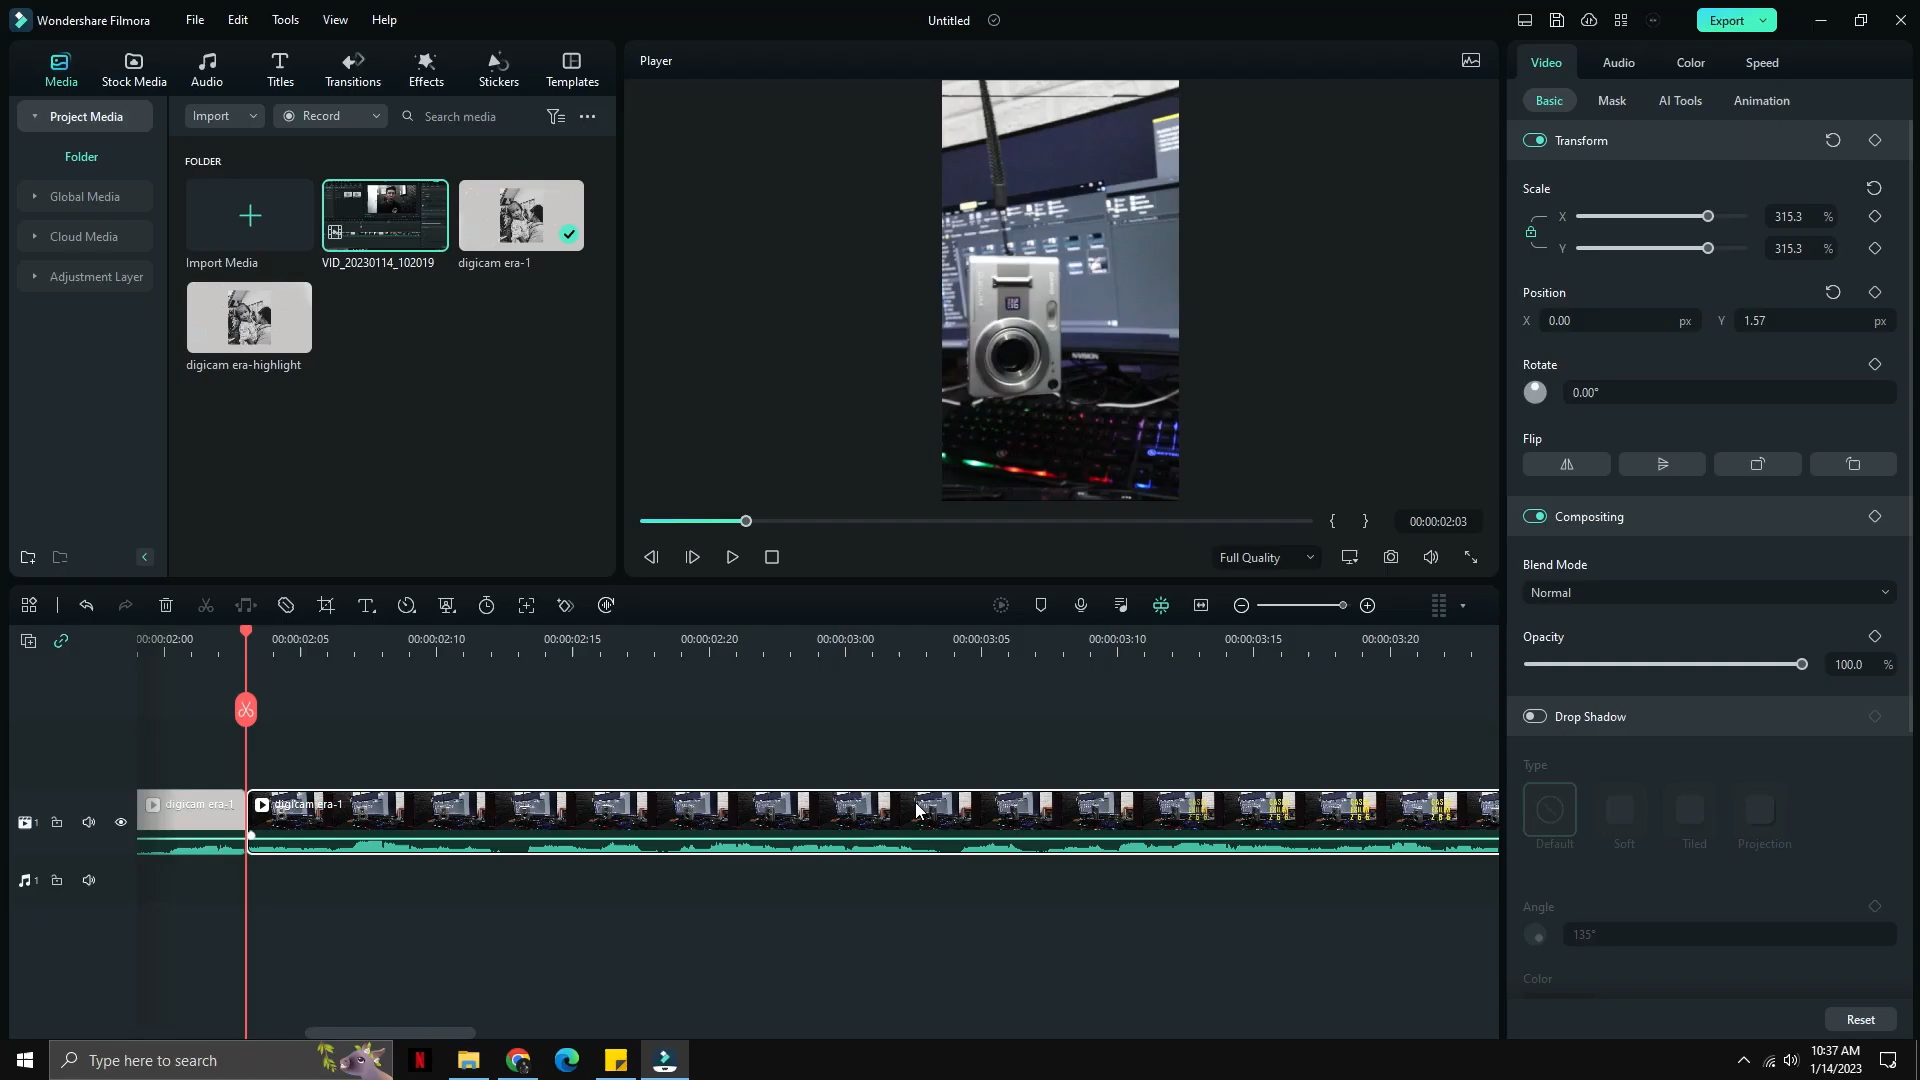 Wondershare Filmora
File
Edit
Tools
View
Help
Untitled
Export
Media
Stock Media
Audio
Titles
Transitions
Effects
Stickers
Templates
Player
Video
Audio
Color
Speed
Project Media
Import
Record
Search media
Basic
Mask
AI Tools
Animation
Folder
Global Media
Cloud Media
Adjustment Layer
FOLDER
Import Media
VID_20230114_102019
digicam era-1
digicam era-highlight
Transform
Scale
X
315.3
%
Y
315.3
%
Position
X
0.00
px
Y
1.57
px
Rotate
0.00°
Flip
Compositing
Blend Mode
Normal
Opacity
100.0
%
Drop Shadow
Type
Default
Soft
Tiled
Projection
Angle
135°
Color
Reset
{
}
00:00:02:03
Full Quality
00:00:02:00
00:00:02:05
00:00:02:10
00:00:02:15
00:00:02:20
00:00:03:00
00:00:03:05
00:00:03:10
00:00:03:15
00:00:03:20
digicam era-1
digicam era-1
1
1
Type here to search
10:37 AM
1/14/2023